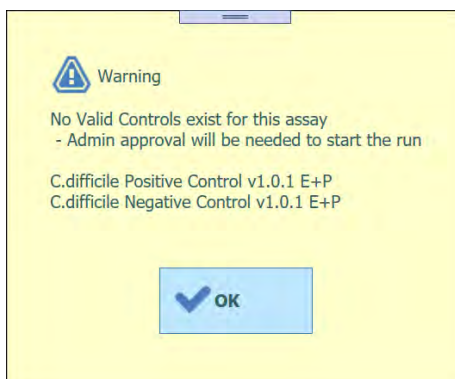 Warning
No Valid Controls exist for this assay
- Admin approval will be needed to start the run
C.difficile Positive Control v1.0.1 E+P
C.difficile Negative Control v1.0.1 E+P
OK